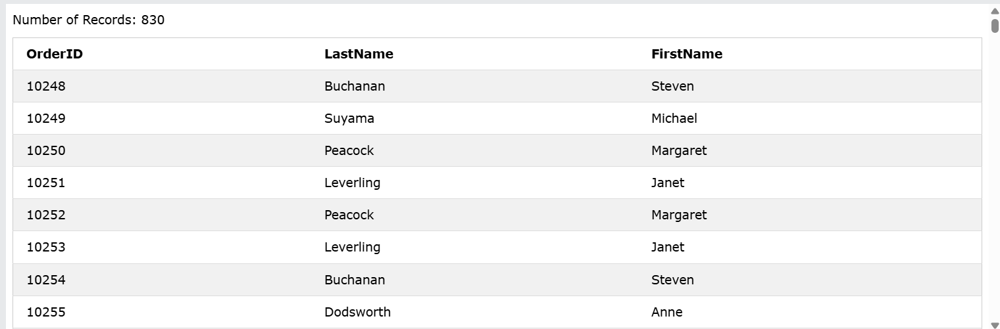 Number of Records: 830
OrderID LastName FirstName
10248 Buchanan Steven
10249 Suyama Michael
10250 Peacock Margaret
10251 Leverling Janet
10252 Peacock Margaret
10253 Leverling Janet
10254 Buchanan Steven
10255 Dodsworth Anne